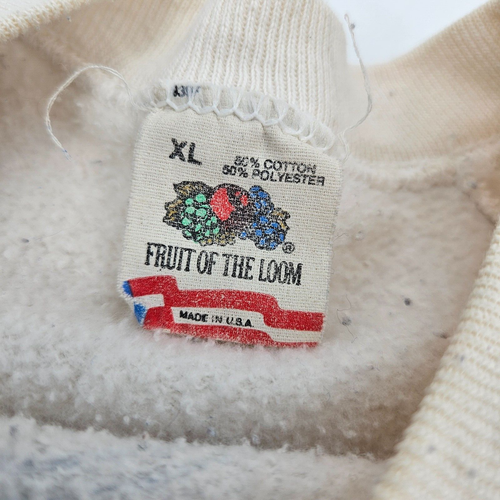 XL
50% COTTON
50% POLYESTER
®
FRUIT OF THE LOOM
MADE IN U.S.A.